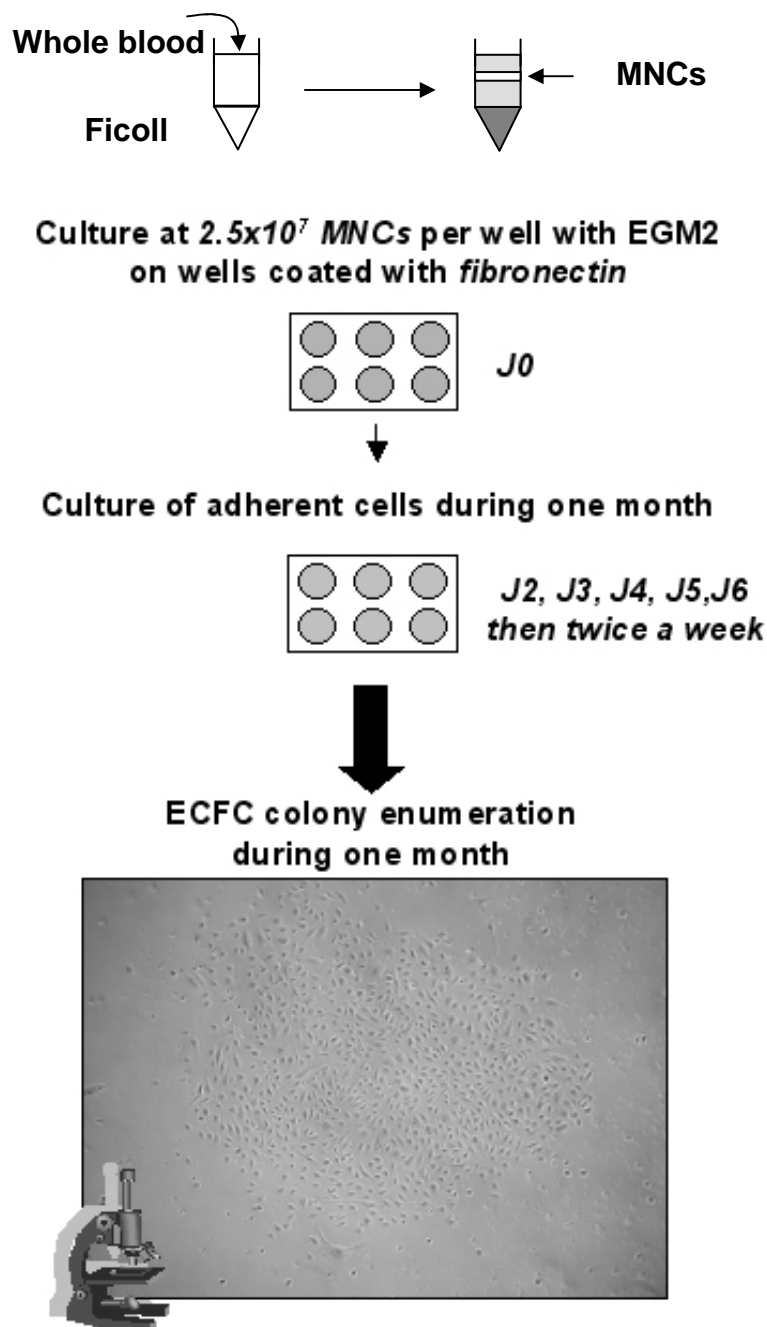 Whole blood
MNCs
Ficoll
Culture at 2.5x10⁷ MNCs per well with EGM2
on wells coated with fibronectin
J0
Culture of adherent cells during one month
J2, J3, J4, J5,J6
then twice a week
ECFC colony enumeration
during one month